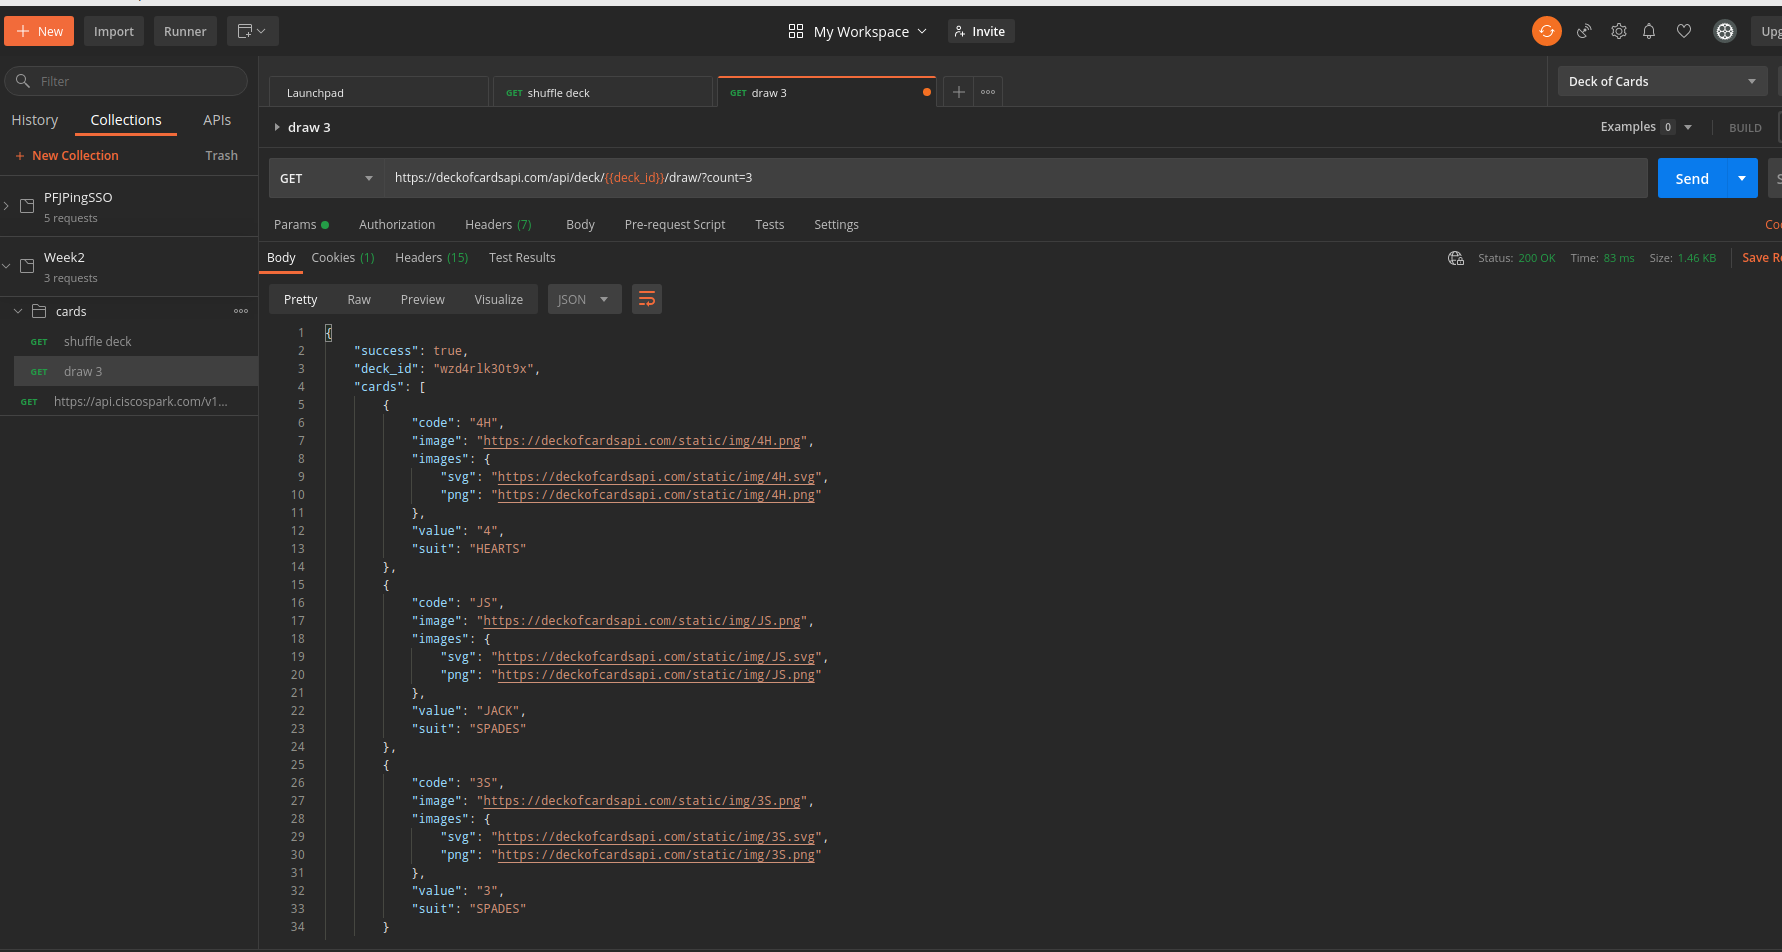 New
Import
Runner
My Workspace
Invite
Filter
Launchpad
GET shuffle deck
GET draw 3
Deck of Cards
History
Collections
APIs
draw 3
Examples 0
BUILD
+ New Collection
Trash
PFJPingSSO
5 requests
GET
https://deckofcardsapi.com/api/deck/{{deck_id}}/draw/?count=3
Send
Params
Authorization
Headers (7)
Body
Pre-request Script
Tests
Settings
Week2
3 requests
Body
Cookies (1)
Headers (15)
Test Results
Status: 200 OK
Time: 83 ms
Size: 1.46 KB
Save Re
cards
GET shuffle deck
GET draw 3
GET https://api.ciscospark.com/v1...
Pretty
Raw
Preview
Visualize
JSON
1 {
2 "success": true,
3 "deck_id": "wzd4rlk3Ot9x",
4 "cards": [
5 {
6 "code": "4H",
7 "image": "https://deckofcardsapi.com/static/img/4H.png",
8 "images": {
9 "svg": "https://deckofcardsapi.com/static/img/4H.svg",
10 "png": "https://deckofcardsapi.com/static/img/4H.png"
11 },
12 "value": "4",
13 "suit": "HEARTS"
14 },
15 {
16 "code": "JS",
17 "image": "https://deckofcardsapi.com/static/img/JS.png",
18 "images": {
19 "svg": "https://deckofcardsapi.com/static/img/JS.svg",
20 "png": "https://deckofcardsapi.com/static/img/JS.png"
21 },
22 "value": "JACK",
23 "suit": "SPADES"
24 },
25 {
26 "code": "3S",
27 "image": "https://deckofcardsapi.com/static/img/3S.png",
28 "images": {
29 "svg": "https://deckofcardsapi.com/static/img/3S.svg",
30 "png": "https://deckofcardsapi.com/static/img/3S.png"
31 },
32 "value": "3",
33 "suit": "SPADES"
34 }